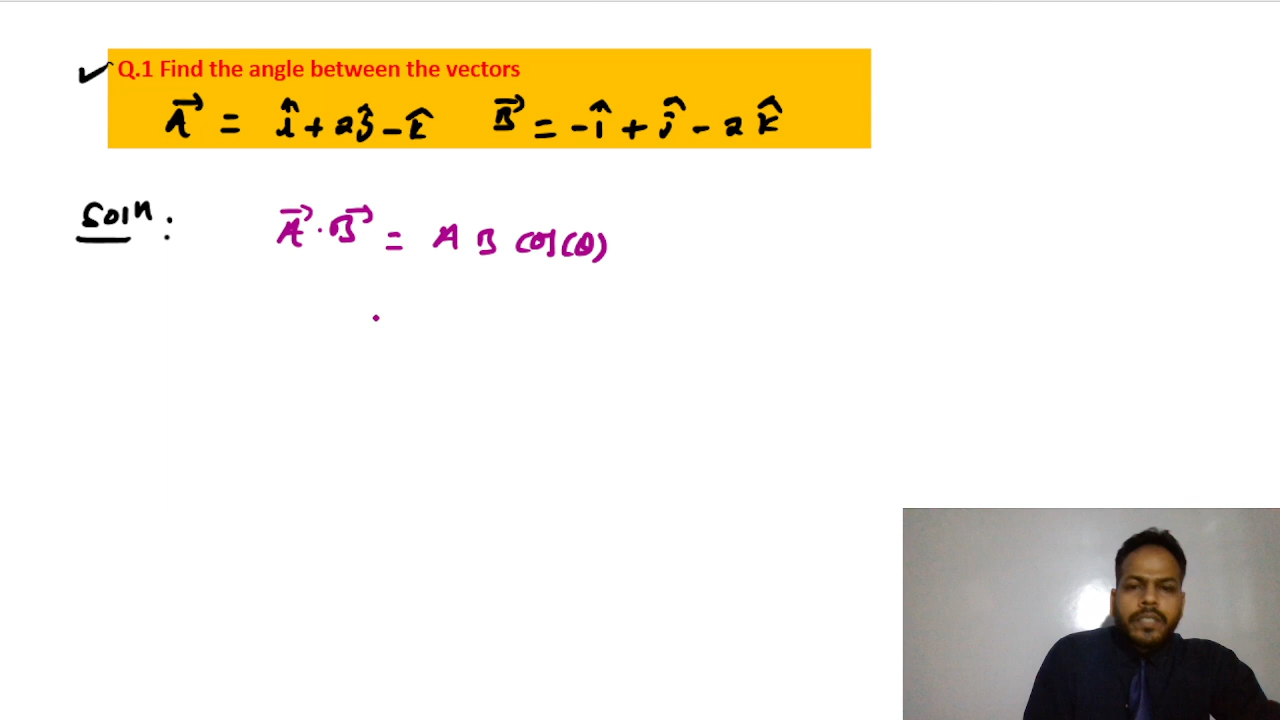 Q.1 Find the angle between the vectors
A⃗ = î + 2ĵ - k̂ B⃗ = -î + ĵ - 2k̂
Soln :
A⃗ · B⃗ = A B cos(θ)